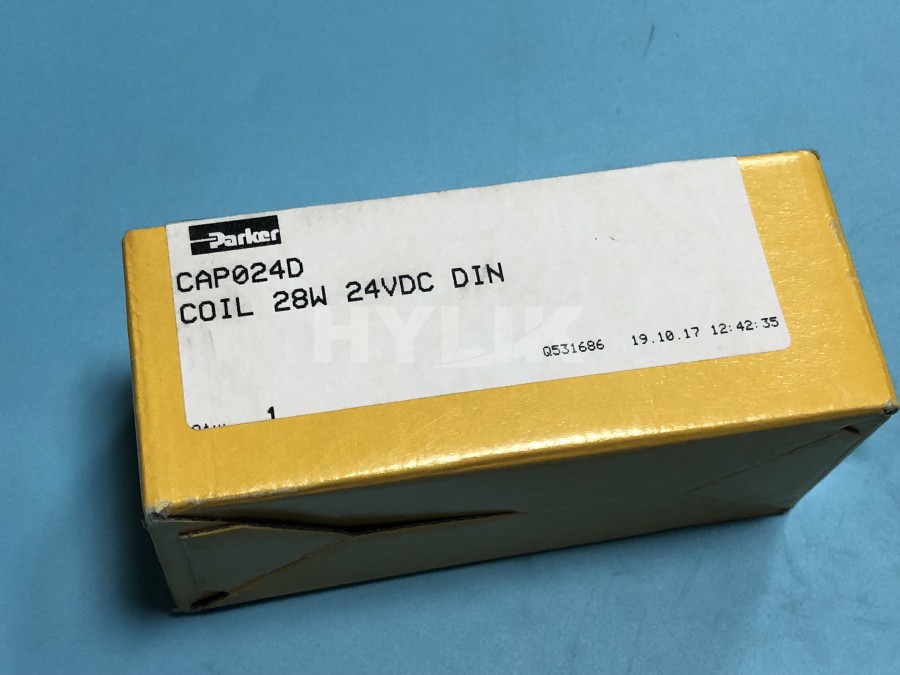 Parker
CAP024D
COIL 28W 24VDC DIN
HYLIK
Q531686 19.10.17 12:42:35
1